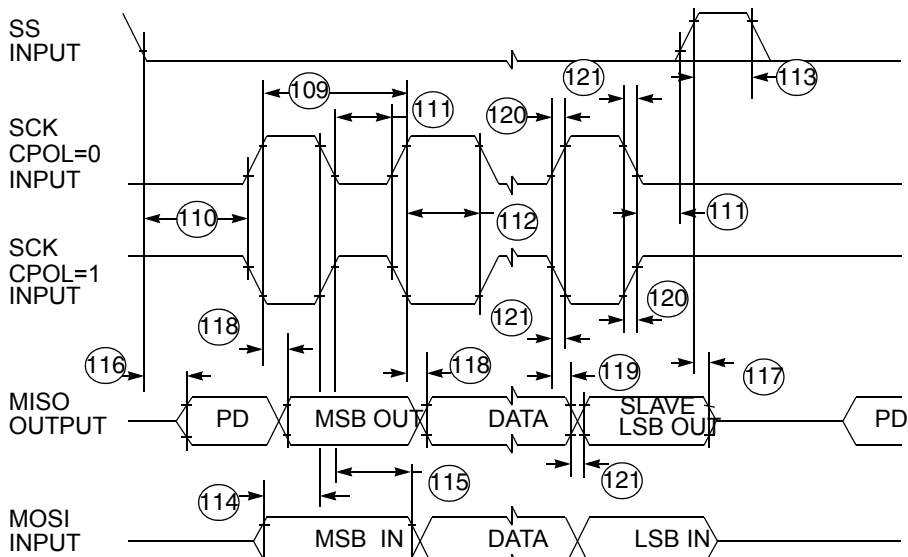 SS
INPUT
121
113
109
111
120
SCK
CPOL=0
INPUT
110
112
111
SCK
CPOL=1
INPUT
118
121
120
116
118
119
117
MISO
OUTPUT
PD
MSB OUT
DATA
SLAVE
LSB OUT
PD
114
115
121
MOSI
INPUT
MSB IN
DATA
LSB IN